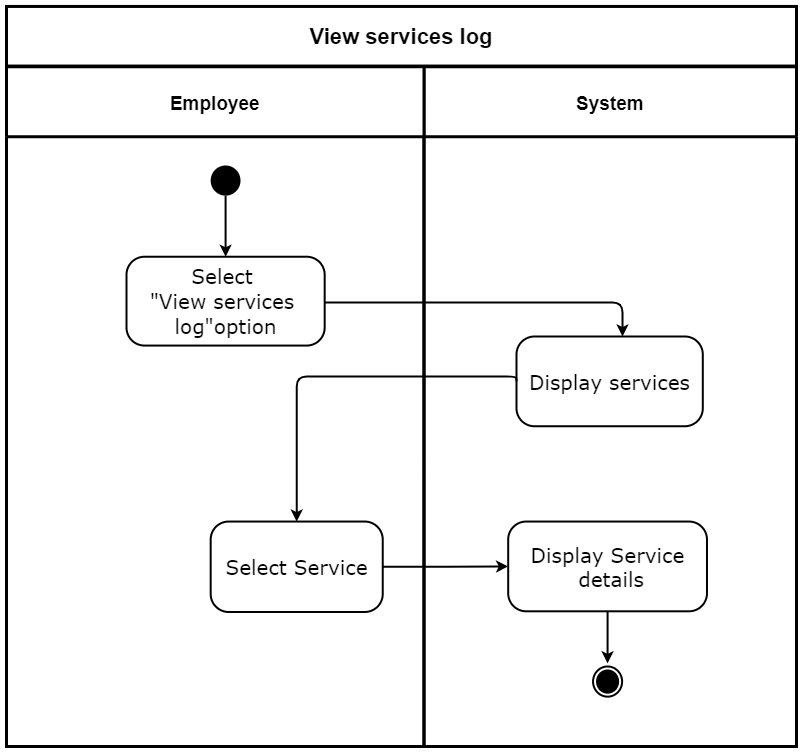 View services log
Employee
System
Select
"View services
log"option
Display services
Select Service
Display Service
details